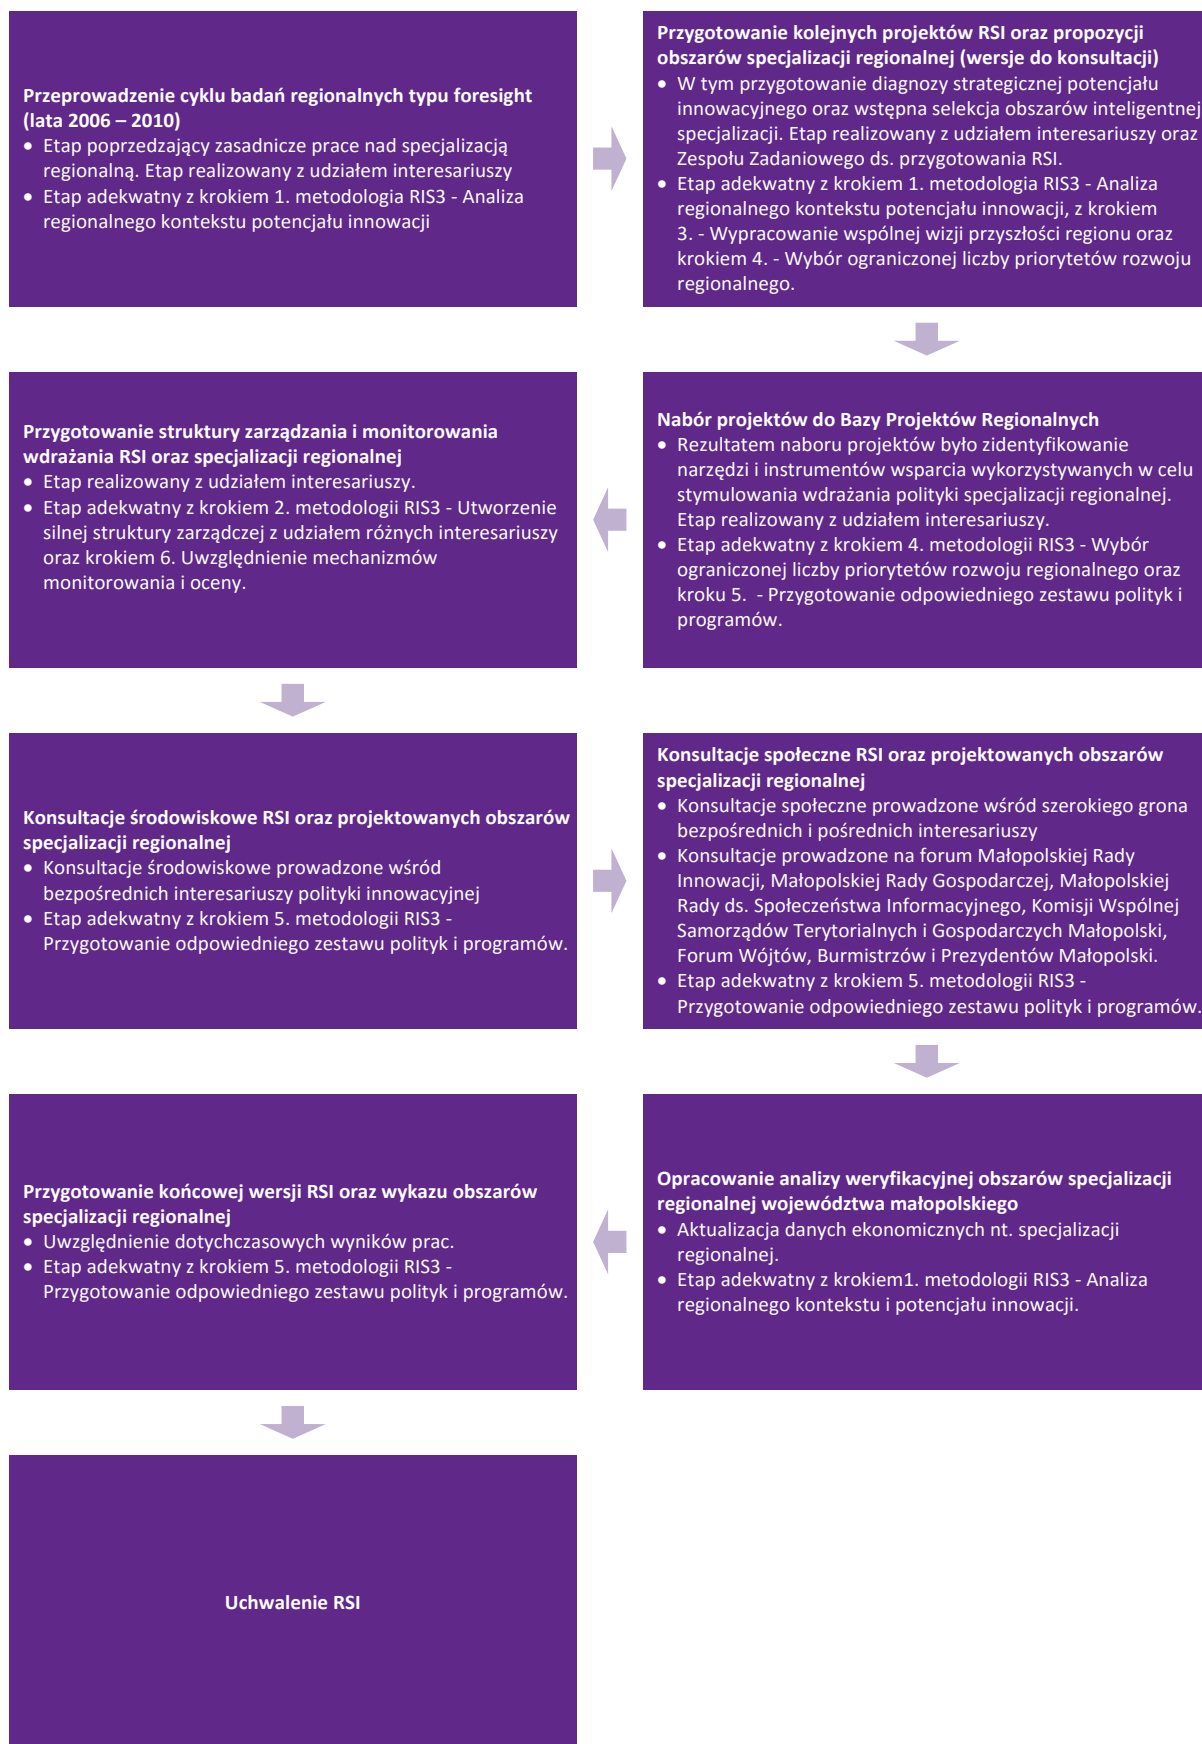 Przeprowadzenie cyklu badań regionalnych typu foresight
(lata 2006 – 2010)
• Etap poprzedzający zasadnicze prace nad specjalizacją
regionalną. Etap realizowany z udziałem interesariuszy
• Etap adekwatny z krokiem 1. metodologia RIS3 - Analiza
regionalnego kontekstu potencjału innowacji
Przygotowanie kolejnych projektów RSI oraz propozycji
obszarów specjalizacji regionalnej (wersje do konsultacji)
• W tym przygotowanie diagnozy strategicznej potencjału
innowacyjnego oraz wstępna selekcja obszarów inteligentnej
specjalizacji. Etap realizowany z udziałem interesariuszy oraz
Zespołu Zadaniowego ds. przygotowania RSI.
• Etap adekwatny z krokiem 1. metodologia RIS3 - Analiza
regionalnego kontekstu potencjału innowacji, z krokiem
3. - Wypracowanie wspólnej wizji przyszłości regionu oraz
krokiem 4. - Wybór ograniczonej liczby priorytetów rozwoju
regionalnego.
Nabór projektów do Bazy Projektów Regionalnych
• Rezultatem naboru projektów było zidentyfikowanie
narzędzi i instrumentów wsparcia wykorzystywanych w celu
stymulowania wdrażania polityki specjalizacji regionalnej.
Etap realizowany z udziałem interesariuszy.
• Etap adekwatny z krokiem 4. metodologii RIS3 - Wybór
ograniczonej liczby priorytetów rozwoju regionalnego oraz
kroku 5.  - Przygotowanie odpowiedniego zestawu polityk i
programów.
Przygotowanie struktury zarządzania i monitorowania
wdrażania RSI oraz specjalizacji regionalnej
• Etap realizowany z udziałem interesariuszy.
• Etap adekwatny z krokiem 2. metodologii RIS3 - Utworzenie
silnej struktury zarządczej z udziałem różnych interesariuszy
oraz krokiem 6. Uwzględnienie mechanizmów
monitorowania i oceny.
Konsultacje środowiskowe RSI oraz projektowanych obszarów
specjalizacji regionalnej
• Konsultacje środowiskowe prowadzone wśród
bezpośrednich interesariuszy polityki innowacyjnej
• Etap adekwatny z krokiem 5. metodologii RIS3 -
Przygotowanie odpowiedniego zestawu polityk i programów.
Konsultacje społeczne RSI oraz projektowanych obszarów
specjalizacji regionalnej
• Konsultacje społeczne prowadzone wśród szerokiego grona
bezpośrednich i pośrednich interesariuszy
• Konsultacje prowadzone na forum Małopolskiej Rady
Innowacji, Małopolskiej Rady Gospodarczej, Małopolskiej
Rady ds. Społeczeństwa Informacyjnego, Komisji Wspólnej
Samorządów Terytorialnych i Gospodarczych Małopolski,
Forum Wójtów, Burmistrzów i Prezydentów Małopolski.
• Etap adekwatny z krokiem 5. metodologii RIS3 -
Przygotowanie odpowiedniego zestawu polityk i programów.
Opracowanie analizy weryfikacyjnej obszarów specjalizacji
regionalnej województwa małopolskiego
• Aktualizacja danych ekonomicznych nt. specjalizacji
regionalnej.
• Etap adekwatny z krokiem1. metodologii RIS3 - Analiza
regionalnego kontekstu i potencjału innowacji.
Przygotowanie końcowej wersji RSI oraz wykazu obszarów
specjalizacji regionalnej
• Uwzględnienie dotychczasowych wyników prac.
• Etap adekwatny z krokiem 5. metodologii RIS3 -
Przygotowanie odpowiedniego zestawu polityk i programów.
Uchwalenie RSI